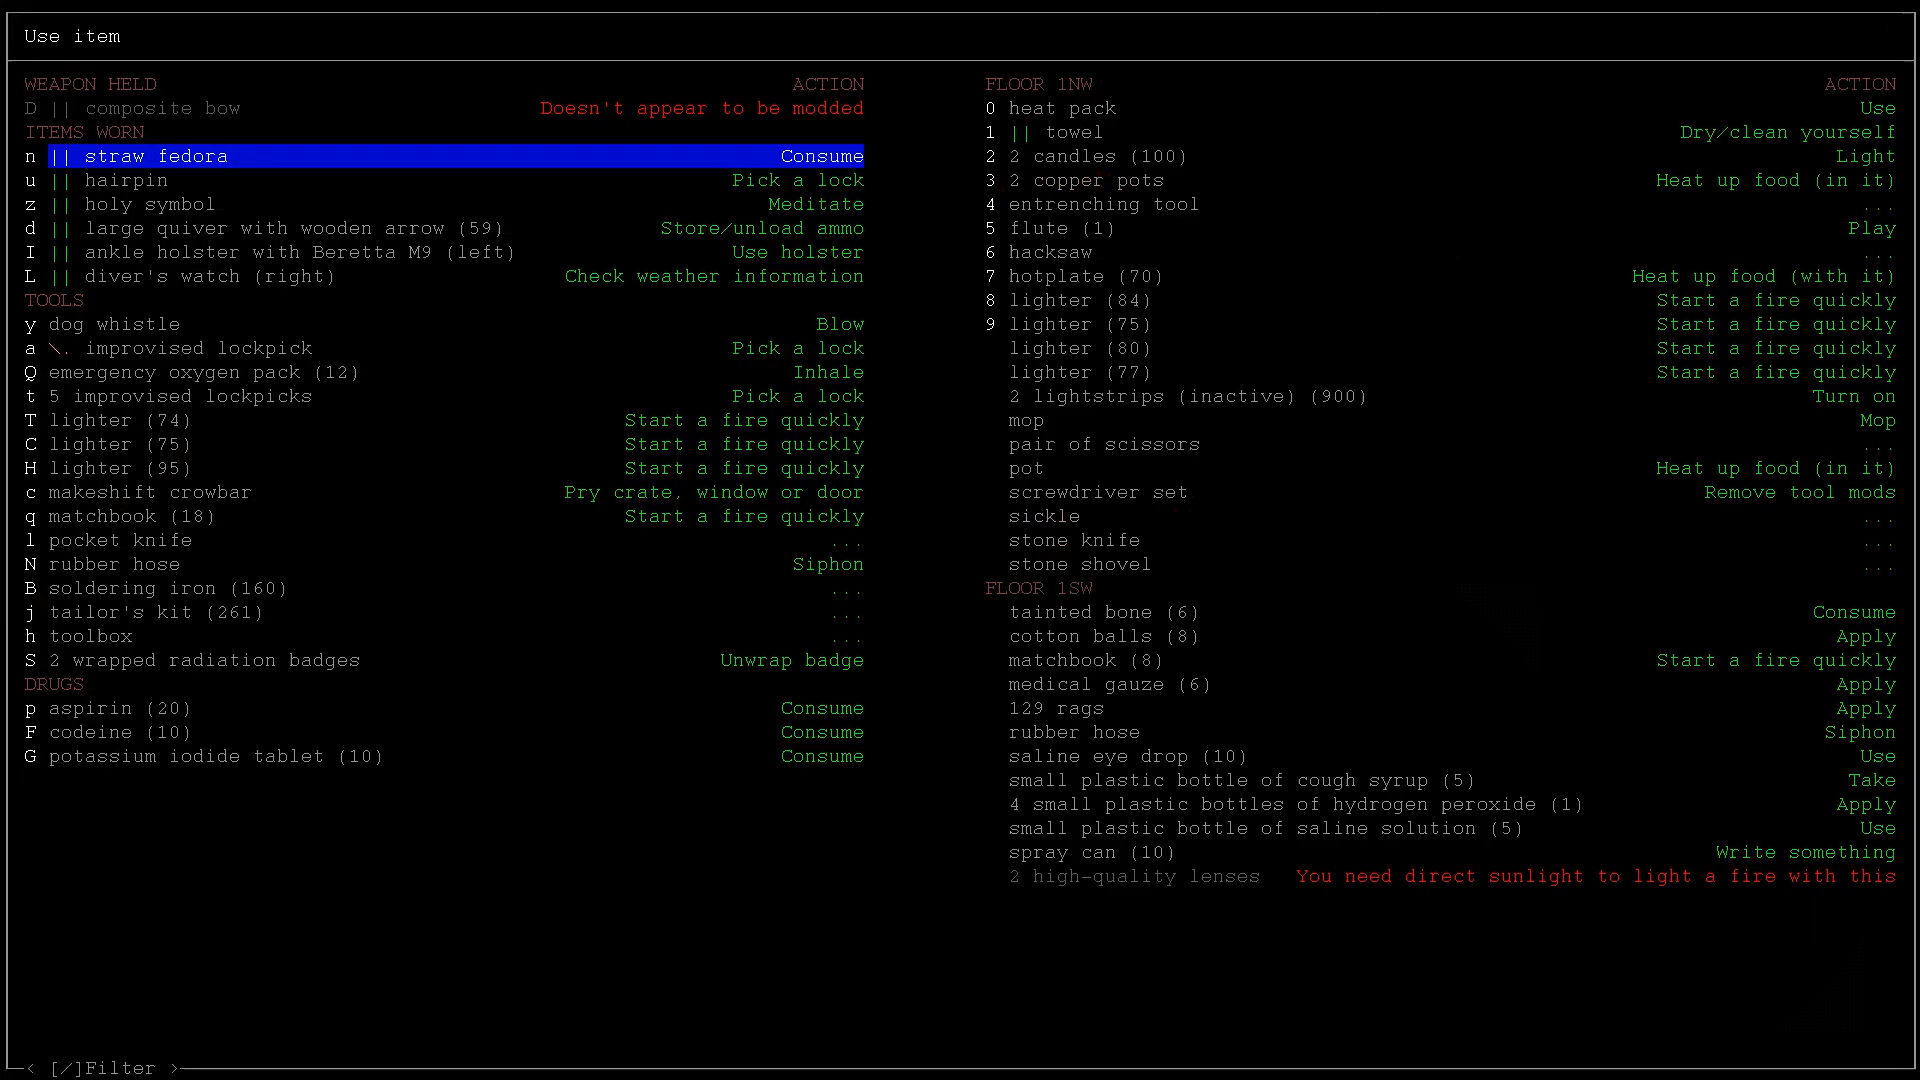 Use item
WEAPON HELD ACTION
D || composite bow Doesn't appear to be modded
ITEMS WORN
n || straw fedora Consume
u || hairpin Pick a lock
z || holy symbol Meditate
d || large quiver with wooden arrow (59) Store/unload ammo
I || ankle holster with Beretta M9 (left) Use holster
L || diver's watch (right) Check weather information
TOOLS
y dog whistle Blow
a \. improvised lockpick Pick a lock
Q emergency oxygen pack (12) Inhale
t 5 improvised lockpicks Pick a lock
T lighter (74) Start a fire quickly
C lighter (75) Start a fire quickly
H lighter (95) Start a fire quickly
c makeshift crowbar Pry crate, window or door
q matchbook (18) Start a fire quickly
l pocket knife ...
N rubber hose Siphon
B soldering iron (160) ...
j tailor's kit (261) ...
h toolbox ...
S 2 wrapped radiation badges Unwrap badge
DRUGS
p aspirin (20) Consume
F codeine (10) Consume
G potassium iodide tablet (10) Consume
FLOOR 1NW ACTION
0 heat pack Use
1 || towel Dry/clean yourself
2 2 candles (100) Light
3 2 copper pots Heat up food (in it)
4 entrenching tool ...
5 flute (1) Play
6 hacksaw ...
7 hotplate (70) Heat up food (with it)
8 lighter (84) Start a fire quickly
9 lighter (75) Start a fire quickly
lighter (80) Start a fire quickly
lighter (77) Start a fire quickly
2 lightstrips (inactive) (900) Turn on
mop Mop
pair of scissors ...
pot Heat up food (in it)
screwdriver set Remove tool mods
sickle ...
stone knife ...
stone shovel ...
FLOOR 1SW
tainted bone (6) Consume
cotton balls (8) Apply
matchbook (8) Start a fire quickly
medical gauze (6) Apply
129 rags Apply
rubber hose Siphon
saline eye drop (10) Use
small plastic bottle of cough syrup (5) Take
4 small plastic bottles of hydrogen peroxide (1) Apply
small plastic bottle of saline solution (5) Use
spray can (10) Write something
2 high-quality lenses You need direct sunlight to light a fire with this
< [/]Filter >